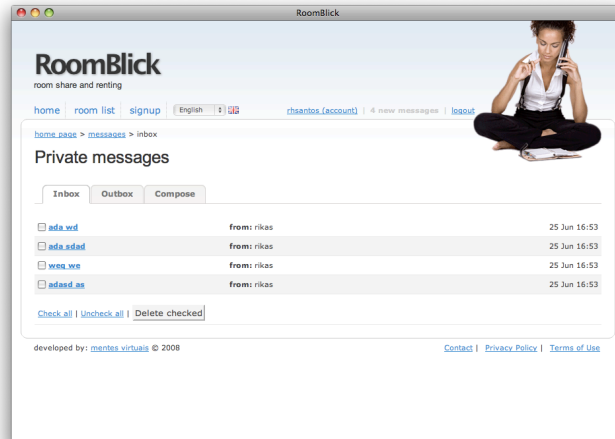 RoomBlick
RoomBlick
room share and renting
home room list signup English rhsantos (account) | 4 new messages | logout
home page > messages > inbox
Private messages
Inbox Outbox Compose
ada wd from: rikas 25 Jun 16:53
ada sdad from: rikas 25 Jun 16:53
weq we from: rikas 25 Jun 16:53
adasd as from: rikas 25 Jun 16:53
Check all | Uncheck all | Delete checked
developed by: mentes virtuais © 2008 Contact | Privacy Policy | Terms of Use